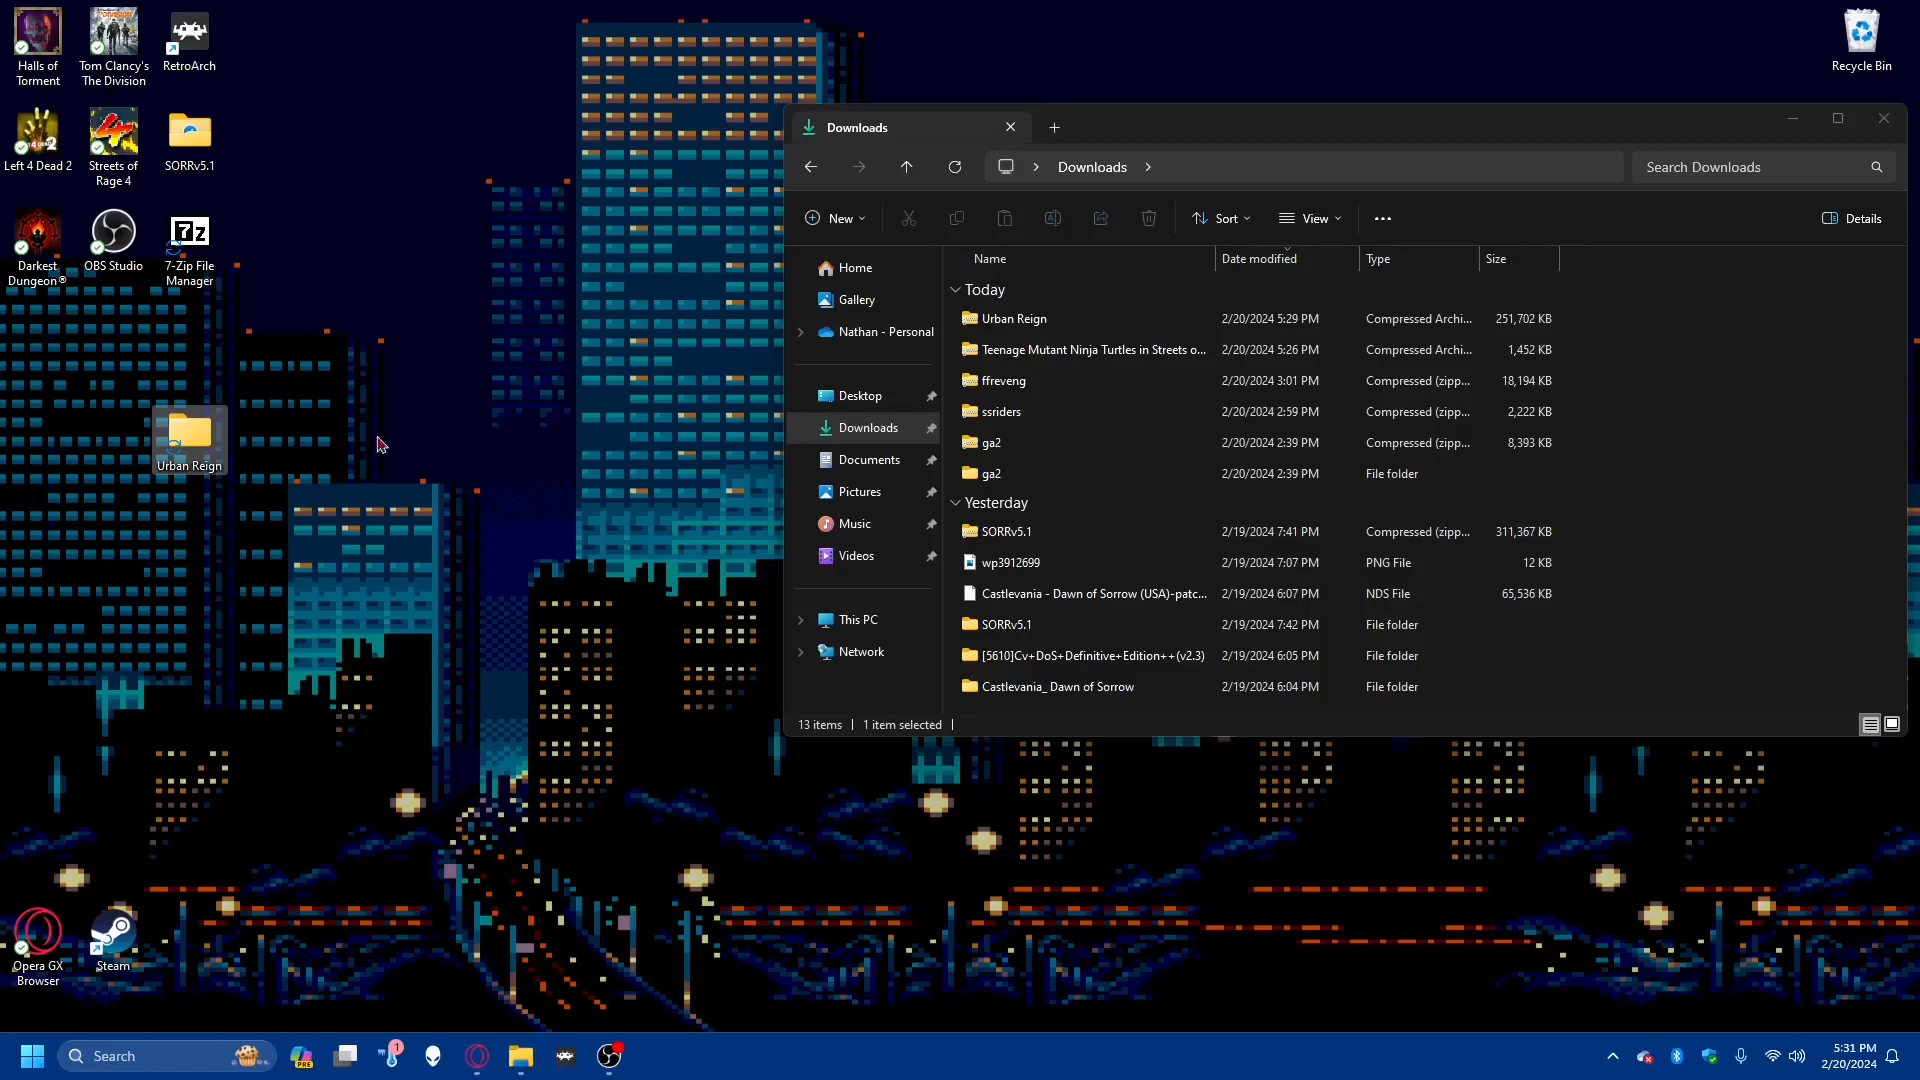 Halls of
Torment
Tom Clancy's
The Division
RetroArch
Left 4 Dead 2
Streets of
Rage 4
SORRv5.1
Darkest
Dungeon®
OBS Studio
7-Zip File
Manager
Urban Reign
Opera GX
Browser
Steam
Recycle Bin
Downloads
Downloads
Search Downloads
New
Sort
View
Details
Home
Gallery
Nathan - Personal
Desktop
Downloads
Documents
Pictures
Music
Videos
This PC
Network
Name Date modified Type Size
Today
Urban Reign 2/20/2024 5:29 PM Compressed Archi... 251,702 KB
Teenage Mutant Ninja Turtles in Streets o... 2/20/2024 5:26 PM Compressed Archi... 1,452 KB
ffreveng 2/20/2024 3:01 PM Compressed (zipp... 18,194 KB
ssriders 2/20/2024 2:59 PM Compressed (zipp... 2,222 KB
ga2 2/20/2024 2:39 PM Compressed (zipp... 8,393 KB
ga2 2/20/2024 2:39 PM File folder
Yesterday
SORRv5.1 2/19/2024 7:41 PM Compressed (zipp... 311,367 KB
wp3912699 2/19/2024 7:07 PM PNG File 12 KB
Castlevania - Dawn of Sorrow (USA)-patc... 2/19/2024 6:07 PM NDS File 65,536 KB
SORRv5.1 2/19/2024 7:42 PM File folder
[5610]Cv+DoS+Definitive+Edition++(v2.3) 2/19/2024 6:05 PM File folder
Castlevania_ Dawn of Sorrow 2/19/2024 6:04 PM File folder
13 items 1 item selected
Search
PRE
1
5:31 PM
2/20/2024